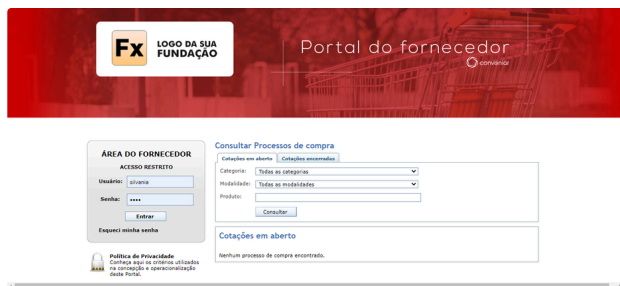 Fx LOGO DA SUA
FUNDAÇÃO
Portal do fornecedor
conveniar
ÁREA DO FORNECEDOR
ACESSO RESTRITO
Usuário: silvania
Senha: ••••
Entrar
Esqueci minha senha
Política de Privacidade
Conheça aqui os critérios utilizados
na concepção e operacionalização
deste Portal.
Consultar Processos de compra
Cotações em aberto Cotações encerradas
Categoria: Todas as categorias
Modalidade: Todas as modalidades
Produto:
Consultar
Cotações em aberto
Nenhum processo de compra encontrado.